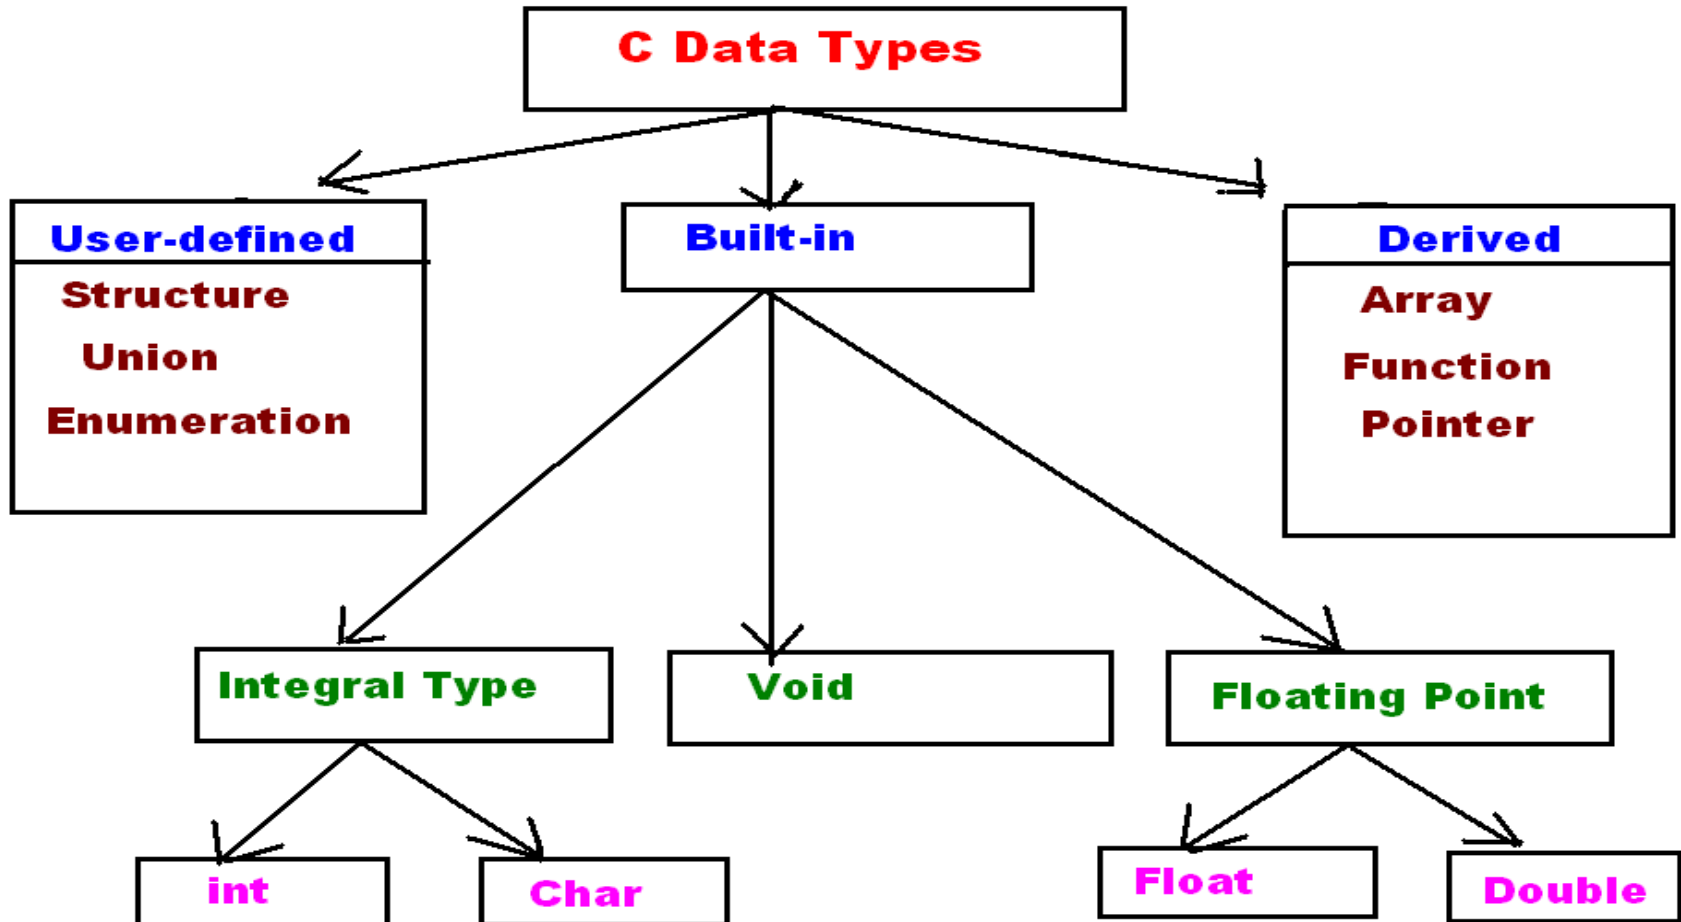 C Data Types
User-defined
Structure
Union
Enumeration
Built-in
Derived
Array
Function
Pointer
Integral Type
Void
Floating Point
int
Char
Float
Double